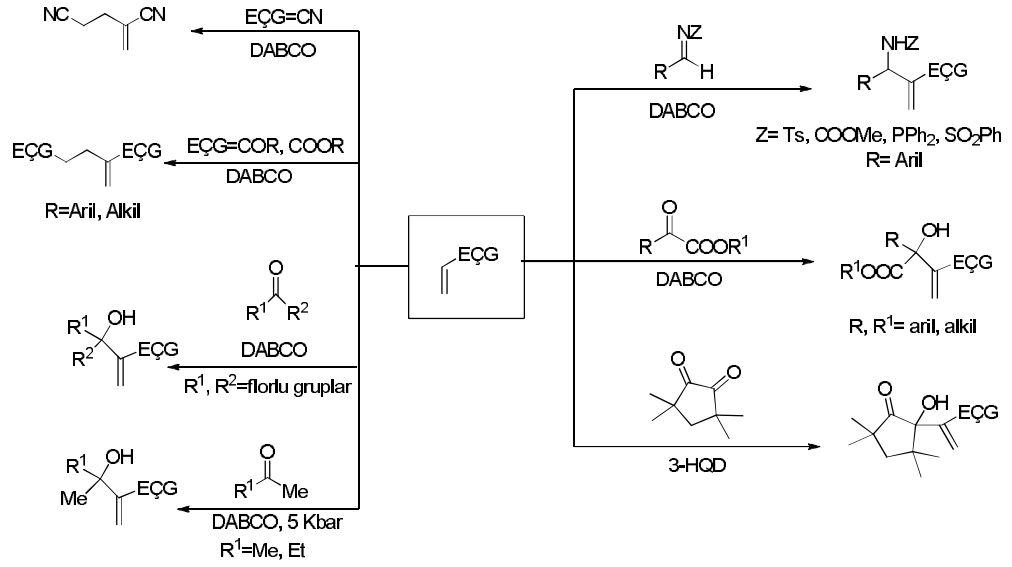 NC
CN
EÇG=CN
DABCO
EÇG
EÇG
EÇG=COR, COOR
DABCO
R=Aril, Alkil
O
R¹ R²
R¹ OH
R² EÇG
DABCO
R¹, R²=florlu gruplar
O
R¹ Me
R¹ OH
Me EÇG
DABCO, 5 Kbar
R¹=Me, Et
EÇG
NZ
R H
DABCO
NHZ
R EÇG
Z= Ts, COOMe, PPh₂, SO₂Ph
R= Aril
O
R COOR¹
DABCO
R OH
R¹OOC EÇG
R, R¹= aril, alkil
O O
3-HQD
O OH EÇG